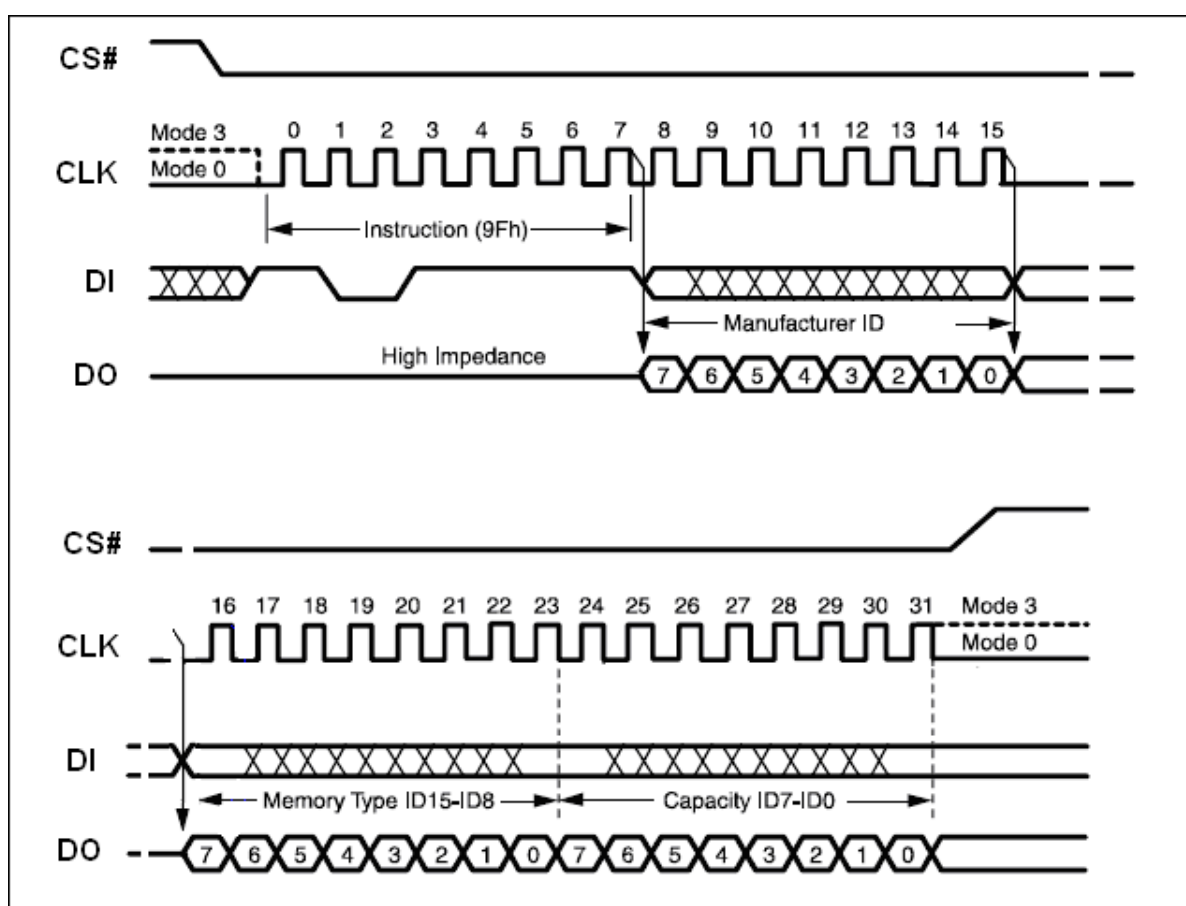 CS#
Mode 3
0 1 2 3 4 5 6 7 8 9 10 11 12 13 14 15
CLK
Mode 0
Instruction (9Fh)
DI
Manufacturer ID
High Impedance
DO
7 6 5 4 3 2 1 0
CS#
16 17 18 19 20 21 22 23 24 25 26 27 28 29 30 31
Mode 3
CLK
Mode 0
DI
Memory Type ID15-ID8
Capacity ID7-ID0
DO
7 6 5 4 3 2 1 0 7 6 5 4 3 2 1 0